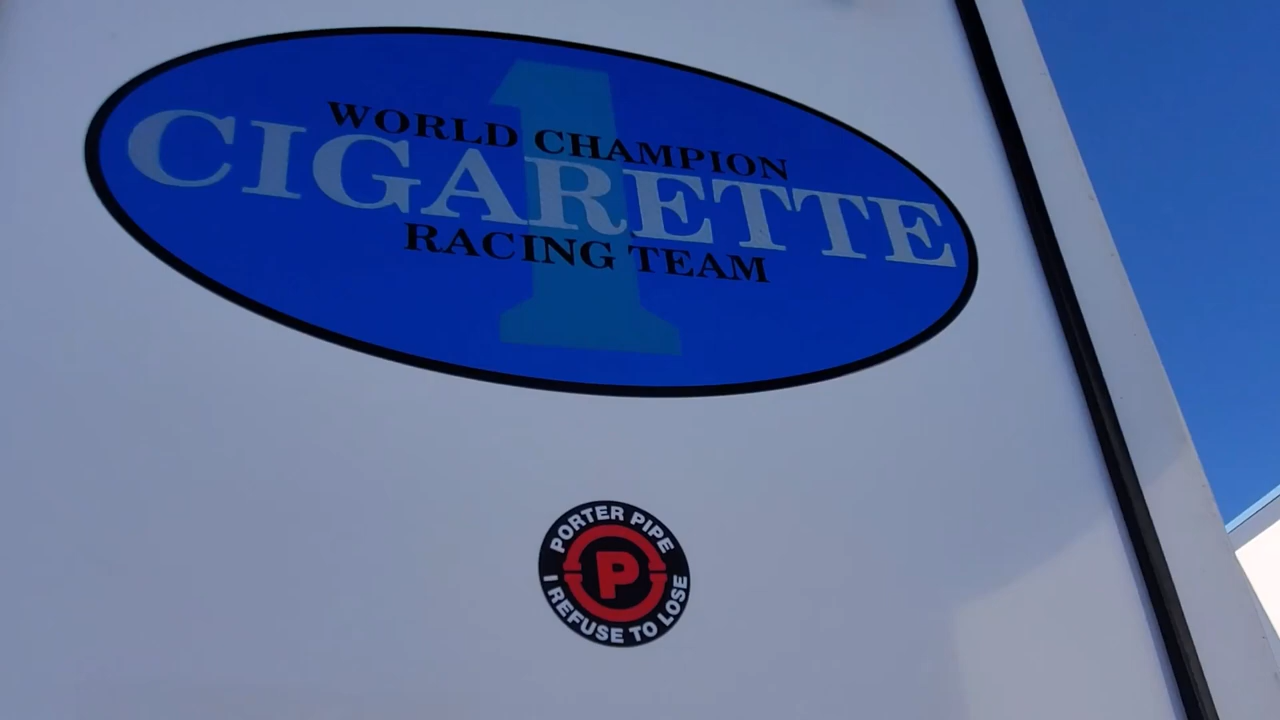 1
WORLD CHAMPION
CIGARETTE
RACING TEAM
PORTER PIPE
P
I REFUSE TO LOSE